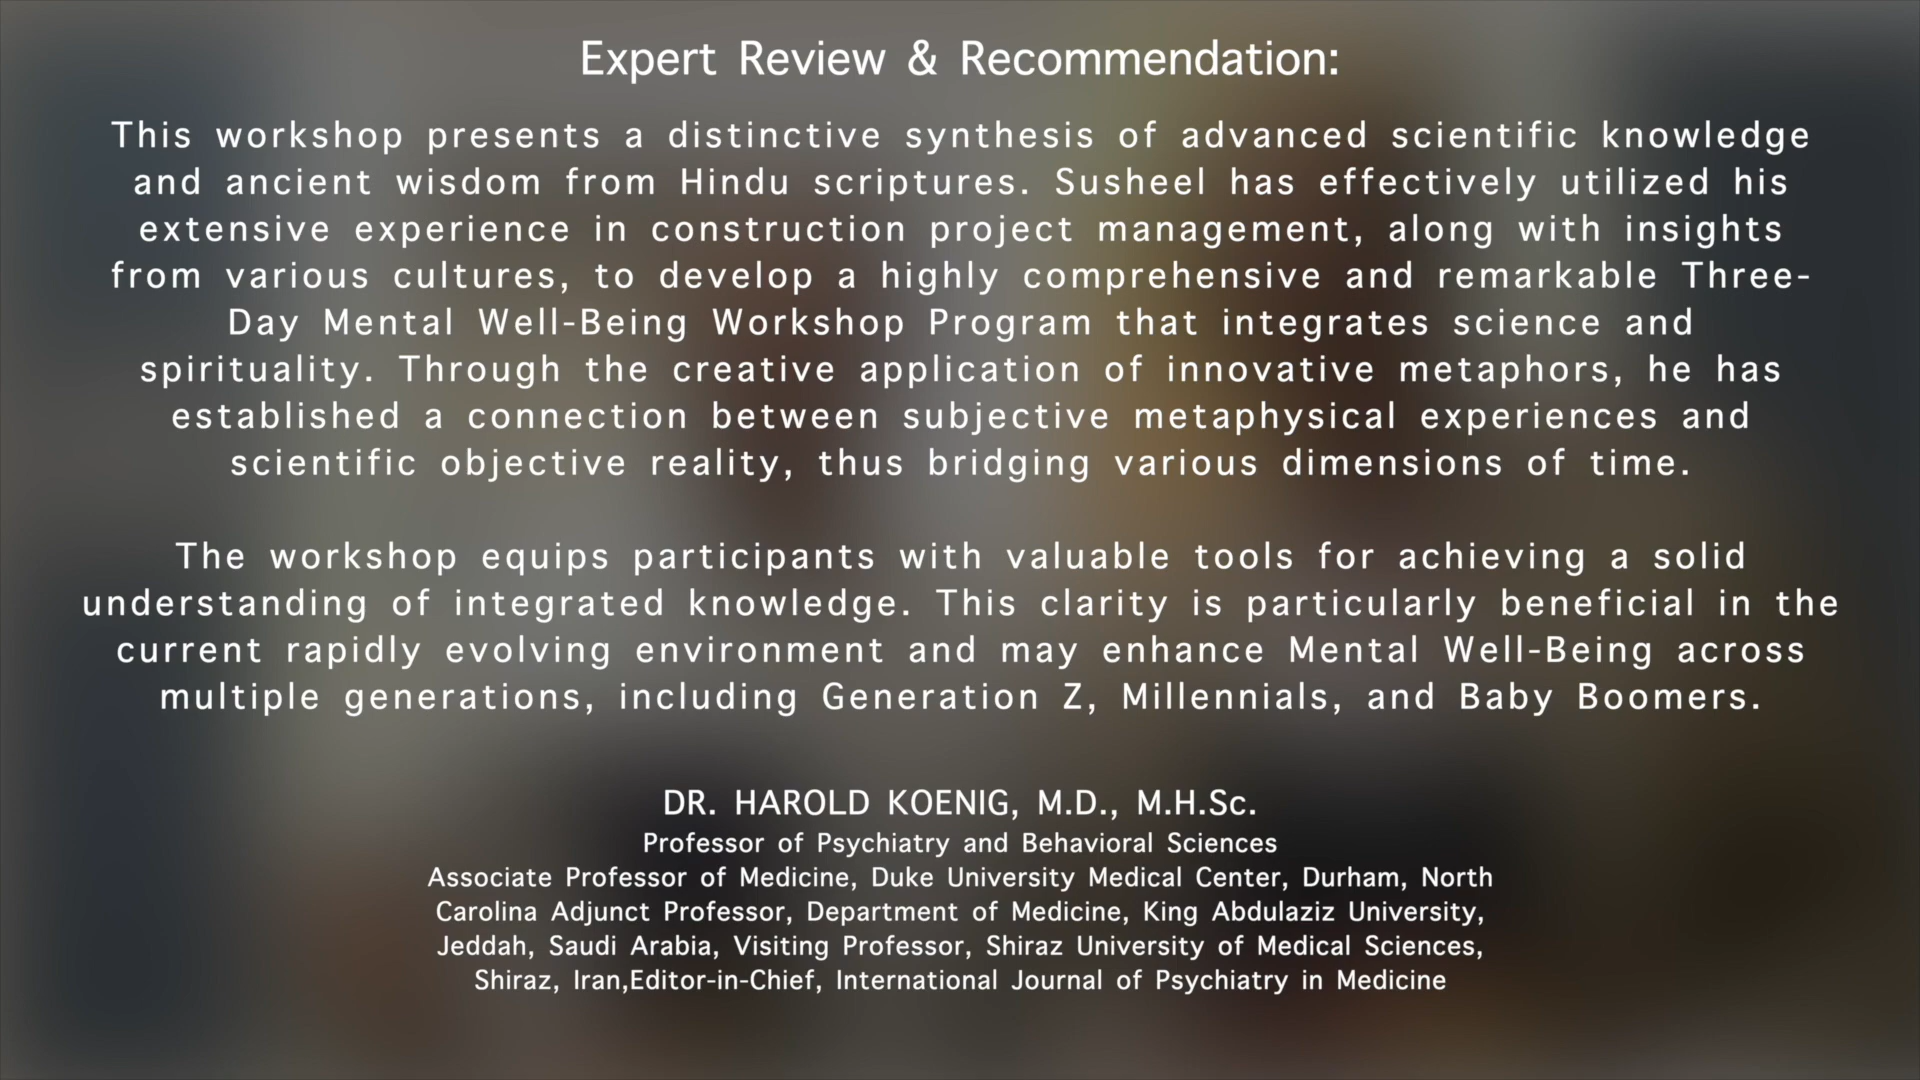 Expert Review & Recommendation:
This workshop presents a distinctive synthesis of advanced scientific knowledge
and ancient wisdom from Hindu scriptures. Susheel has effectively utilized his
extensive experience in construction project management, along with insights
from various cultures, to develop a highly comprehensive and remarkable Three-
Day Mental Well-Being Workshop Program that integrates science and
spirituality. Through the creative application of innovative metaphors, he has
established a connection between subjective metaphysical experiences and
scientific objective reality, thus bridging various dimensions of time.
The workshop equips participants with valuable tools for achieving a solid
understanding of integrated knowledge. This clarity is particularly beneficial in the
current rapidly evolving environment and may enhance Mental Well-Being across
multiple generations, including Generation Z, Millennials, and Baby Boomers.
DR. HAROLD KOENIG, M.D., M.H.Sc.
Professor of Psychiatry and Behavioral Sciences
Associate Professor of Medicine, Duke University Medical Center, Durham, North
Carolina Adjunct Professor, Department of Medicine, King Abdulaziz University,
Jeddah, Saudi Arabia, Visiting Professor, Shiraz University of Medical Sciences,
Shiraz, Iran,Editor-in-Chief, International Journal of Psychiatry in Medicine